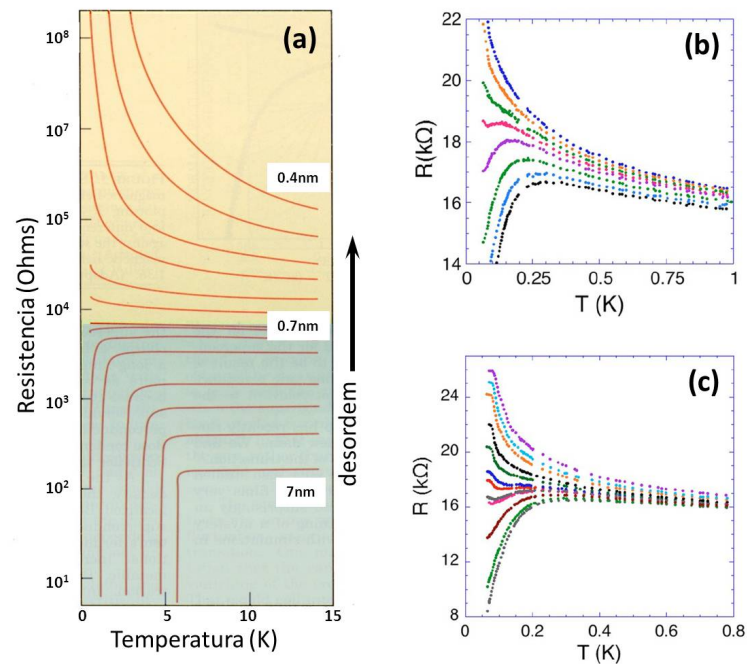 (a)
10⁸
10⁷
10⁵
10⁴
10³
10²
10¹
0.4nm
0.7nm
7nm
Resistencia (Ohms)
desordem
0
5
10
15
Temperatura (K)
(b)
22
20
18
16
14
R(kΩ)
0
0.25
0.5
0.75
1
T (K)
(c)
24
20
16
12
8
R (kΩ)
0
0.2
0.4
0.6
0.8
T (K)